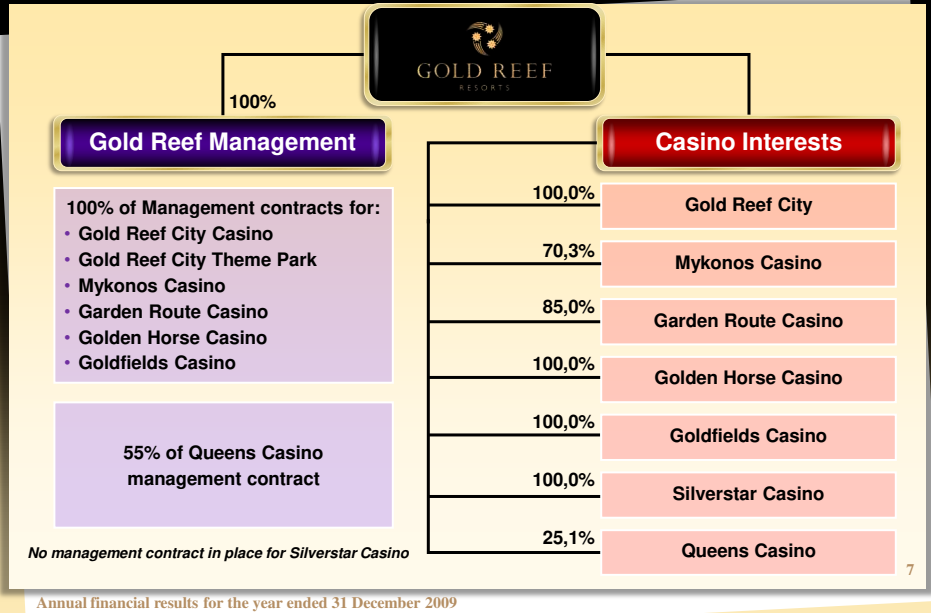 GOLD REEF
RESORTS
100%
Gold Reef Management
Casino Interests
100% of Management contracts for:
• Gold Reef City Casino
• Gold Reef City Theme Park
• Mykonos Casino
• Garden Route Casino
• Golden Horse Casino
• Goldfields Casino
55% of Queens Casino
management contract
No management contract in place for Silverstar Casino
100,0%
Gold Reef City
70,3%
Mykonos Casino
85,0%
Garden Route Casino
100,0%
Golden Horse Casino
100,0%
Goldfields Casino
100,0%
Silverstar Casino
25,1%
Queens Casino
7
Annual financial results for the year ended 31 December 2009